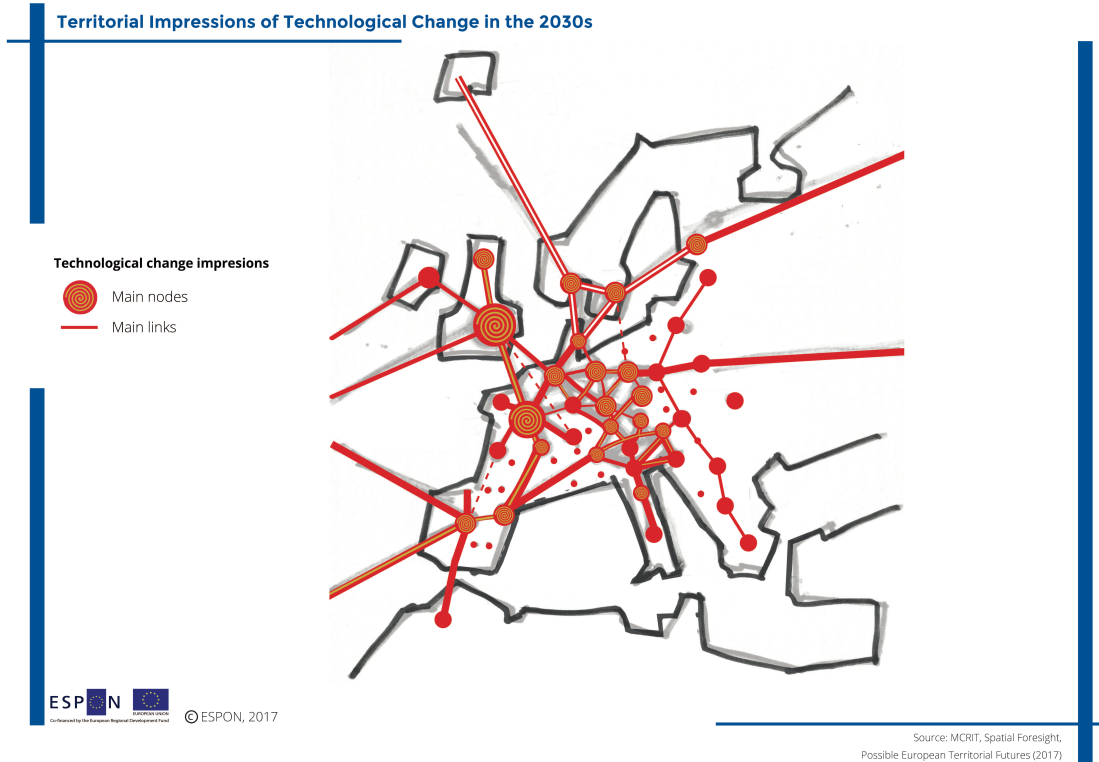 Territorial Impressions of Technological Change in the 2030s
Technological change impresions
Main nodes
Main links
ESPON
EUROPEAN UNION
Co-financed by the European Regional Development Fund
© ESPON, 2017
Source: MCRIT, Spatial Foresight,
Possible European Territorial Futures (2017)